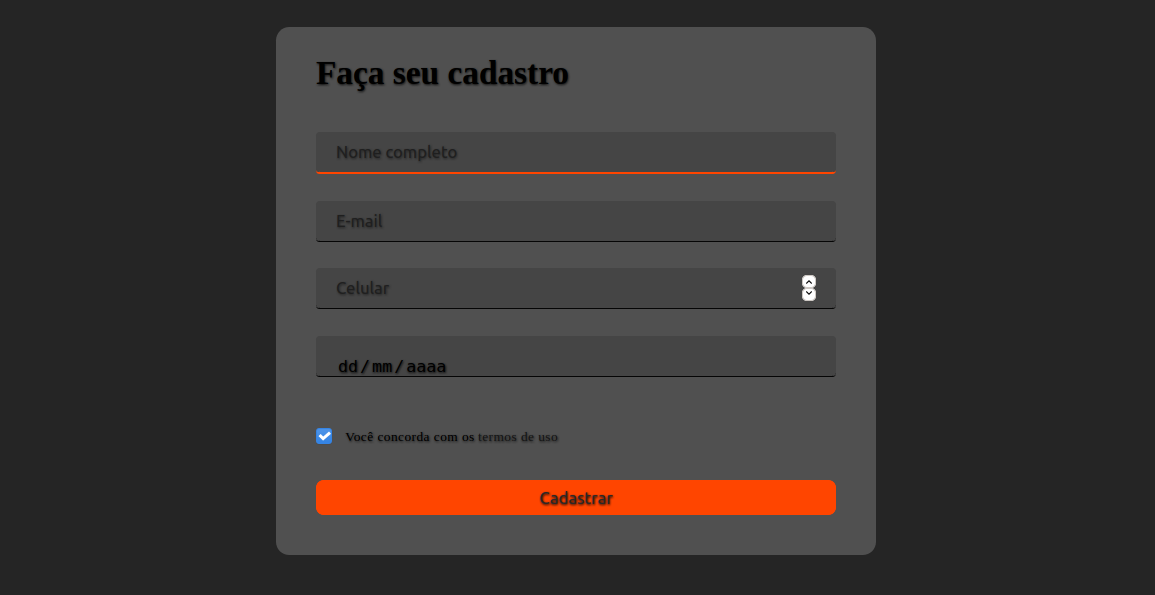 Faça seu cadastro
Nome completo
E-mail
Celular
dd/mm/aaaa
Você concorda com os termos de uso
Cadastrar